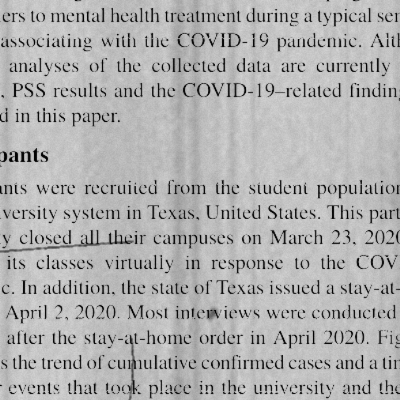 ers to mental health treatment during a typical ser
associating with the COVID-19 pandemic. Alt
analyses of the collected data are currently
, PSS results and the COVID-19–related finding
d in this paper.
pants
ants were recruited from the student population
versity system in Texas, United States. This part
y closed all their campuses on March 23, 2020
its classes virtually in response to the COV
c. In addition, the state of Texas issued a stay-at-
April 2, 2020. Most interviews were conducted
after the stay-at-home order in April 2020. Fig
s the trend of cumulative confirmed cases and a tim
r events that took place in the university and the